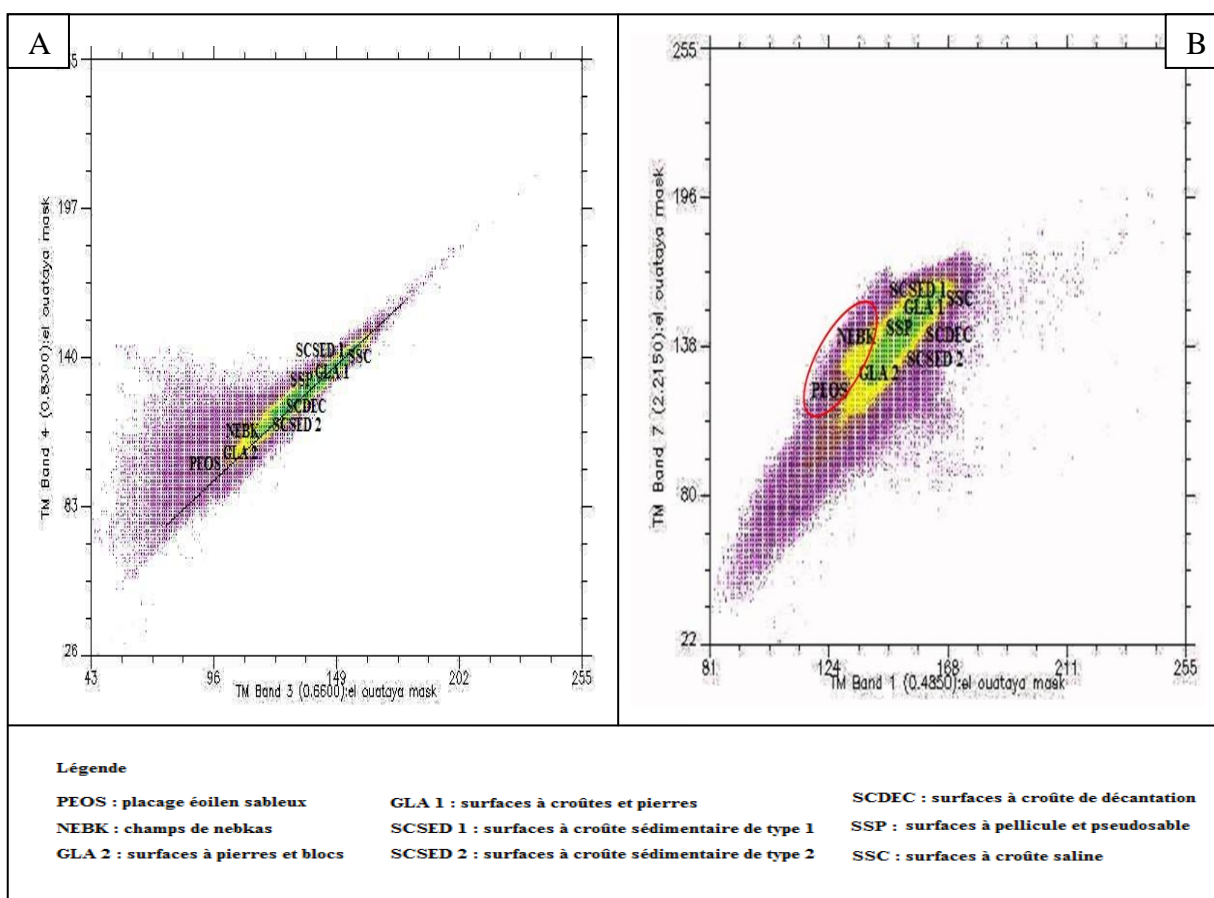 A
B
197
140
83
26
43
96
149
202
255
TM Band 4 (0.8300):el ouataya mask
TM Band 3 (0.6600):el ouataya mask
SCSED 1
SSC
SSP
GLA 1
SCDEC
SCSED 2
NEBK
GLA 2
PEOS
255
196
138
80
22
81
124
168
211
255
TM Band 7 (2.2150):el ouataya mask
TM Band 1 (0.4850):el ouataya mask
SCSED 1
SSC
GLA 1
SSP
NEBK
SCDEC
SCSED 2
GLA 2
PEOS
Légende
PEOS : placage éoilen sableux
NEBK : champs de nebkas
GLA 2 : surfaces à pierres et blocs
GLA 1 : surfaces à croûtes et pierres
SCSED 1 : surfaces à croûte sédimentaire de type 1
SCSED 2 : surfaces à croûte sédimentaire de type 2
SCDEC : surfaces à croûte de décantation
SSP : surfaces à pellicule et pseudosable
SSC : surfaces à croûte saline